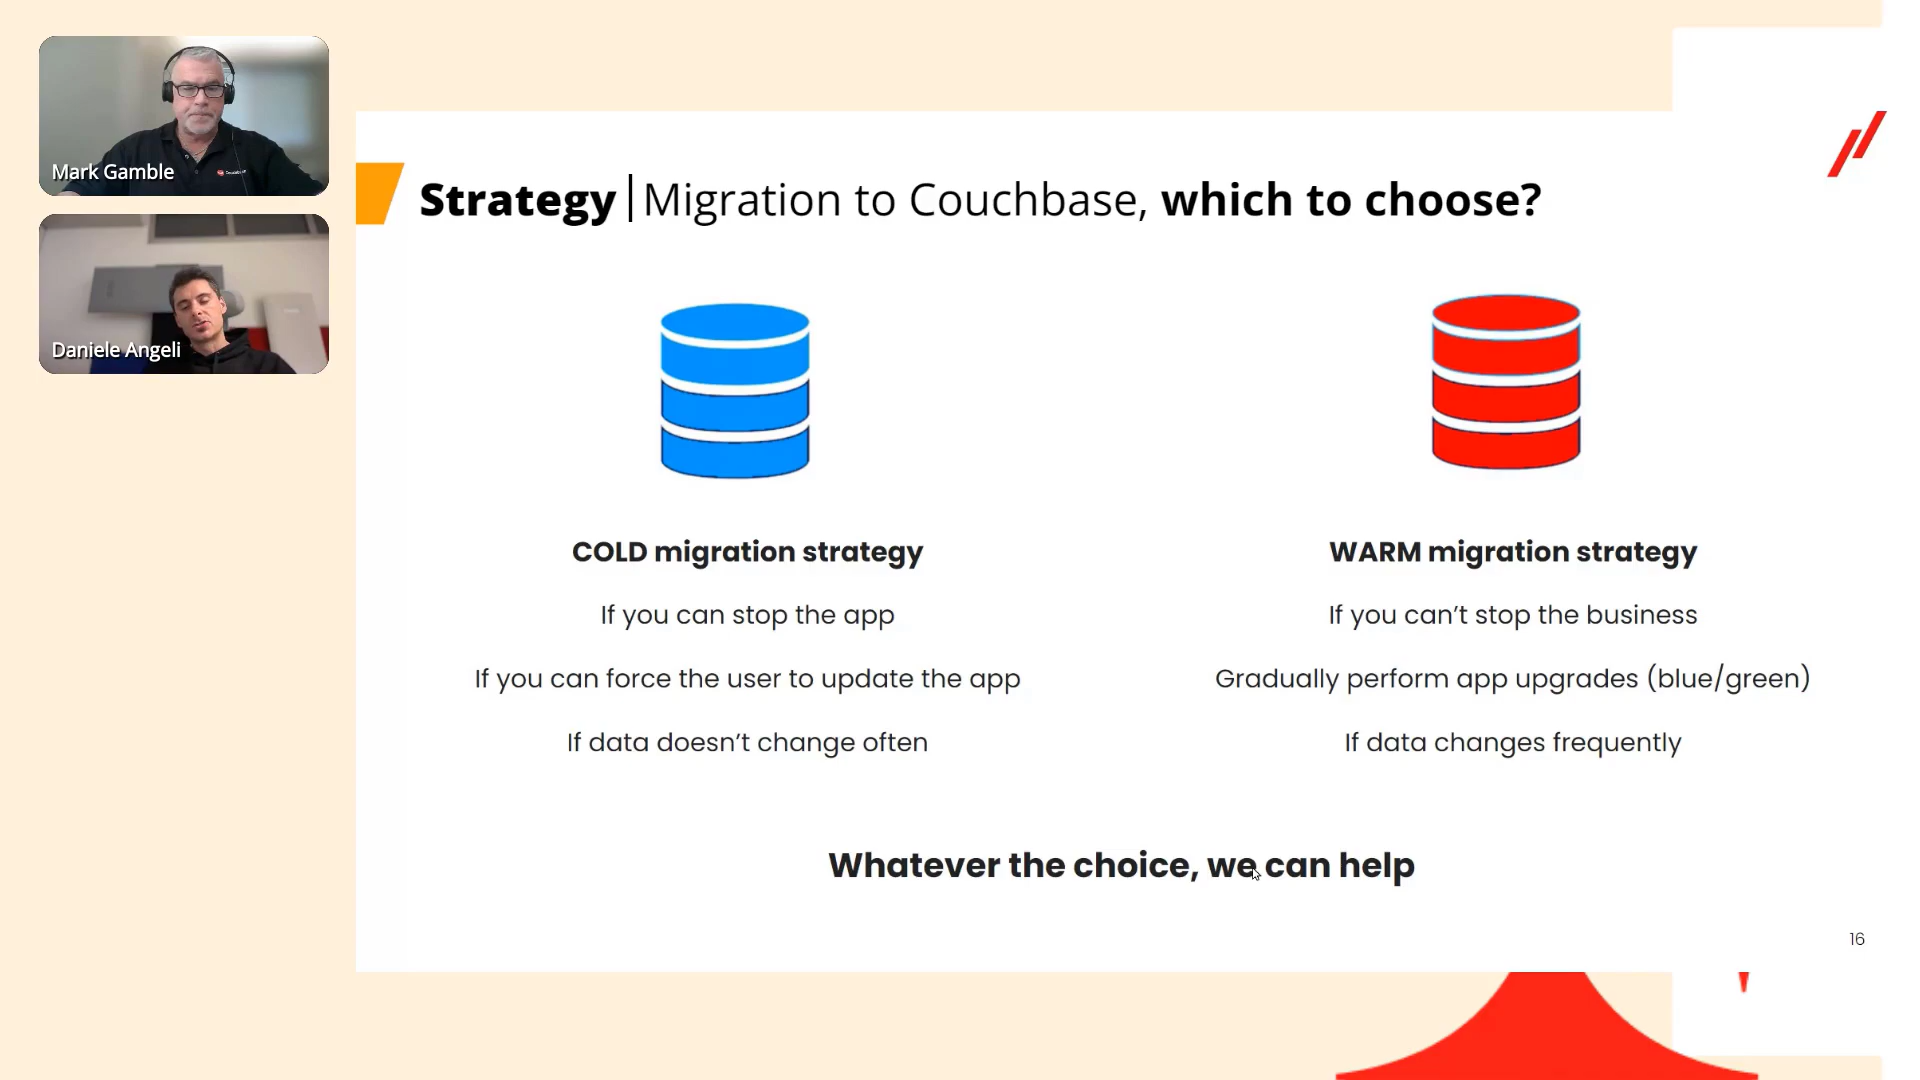 Mark Gamble
Daniele Angeli
Strategy | Migration to Couchbase, which to choose?
COLD migration strategy
If you can stop the app
If you can force the user to update the app
If data doesn’t change often
WARM migration strategy
If you can’t stop the business
Gradually perform app upgrades (blue/green)
If data changes frequently
Whatever the choice, we can help
16